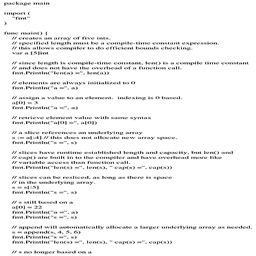 package main

import (
"fmt"
)

func main() {
// creates an array of five ints.
// specified length must be a compile-time constant expression.
// this allows compiler to do efficient bounds checking.
var a [5]int

// since length is compile-time constant, len() is a compile time constant
// and does not have the overhead of a function call.
fmt.Println("len(a) =", len(a))

// elements are always initialized to 0
fmt.Println("a =", a)

// assign a value to an element. indexing is 0 based.
a[0] = 3
fmt.Println("a =", a)

// retrieve element value with same syntax
fmt.Println("a[0] =", a[0])

// a slice references an underlying array
s := a[:4] // this does not allocate new array space.
fmt.Println("s =", s)

// slices have runtime established length and capacity, but len() and
// cap() are built in to the compiler and have overhead more like
// variable access than function call.
fmt.Println("len(s) =", len(s), " cap(s) =", cap(s))

// slices can be resliced, as long as there is space
// in the underlying array.
s = s[:5]
fmt.Println("s =", s)

// s still based on a
a[0] = 22
fmt.Println("a =", a)
fmt.Println("s =", s)

// append will automatically allocate a larger underlying array as needed.
s = append(s, 4, 5, 6)
fmt.Println("s =", s)
fmt.Println("len(s) =", len(s), " cap(s) =", cap(s))

// s no longer based on a